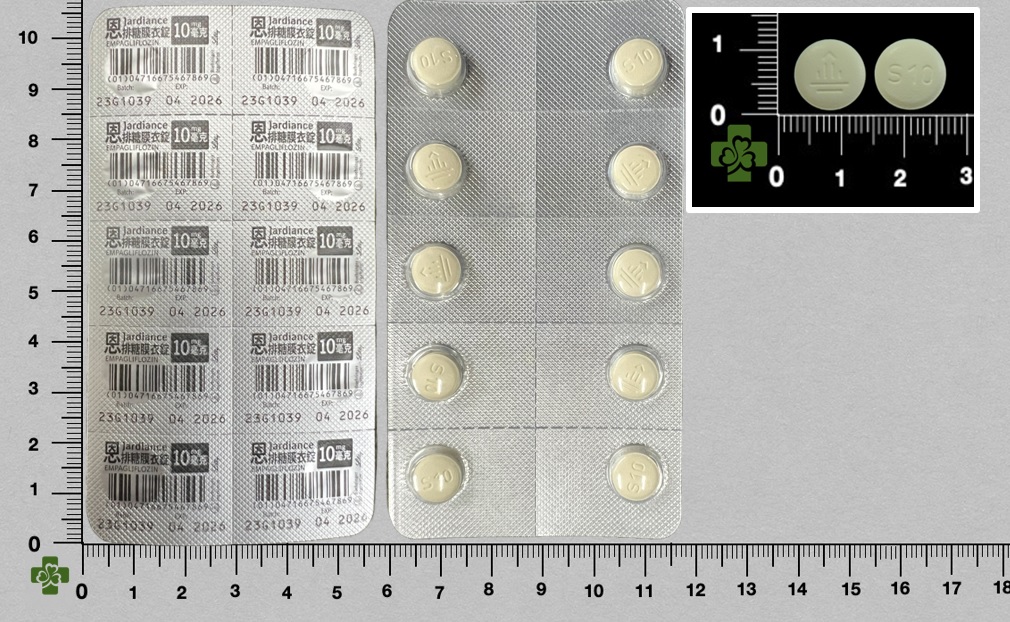 恩 Jardiance 10 mg
排糖膜衣錠 毫克
EMPAGLIFLOZIN
(01)04716675467869
Batch: EXP:
23G1039 04 2026
恩 Jardiance 10 mg
排糖膜衣錠 毫克
EMPAGLIFLOZIN
(01)04716675467869
Batch: EXP:
23G1039 04 2026
恩 Jardiance 10 mg
排糖膜衣錠 毫克
EMPAGLIFLOZIN
(01)04716675467869
Batch: EXP:
23G1039 04 2026
恩 Jardiance 10 mg
排糖膜衣錠 毫克
EMPAGLIFLOZIN
(01)04716675467869
Batch: EXP:
23G1039 04 2026
恩 Jardiance 10 mg
排糖膜衣錠 毫克
EMPAGLIFLOZIN
(01)04716675467869
Batch: EXP:
23G1039 04 2026
恩 Jardiance 10 mg
排糖膜衣錠 毫克
EMPAGLIFLOZIN
(01)04716675467869
Batch: EXP:
23G1039 04 2026
恩 Jardiance 10 mg
排糖膜衣錠 毫克
EMPAGLIFLOZIN
(01)04716675467869
Batch: EXP:
23G1039 04 2026
恩 Jardiance 10 mg
排糖膜衣錠 毫克
EMPAGLIFLOZIN
(01)04716675467869
Batch: EXP:
23G1039 04 2026
恩 Jardiance 10 mg
排糖膜衣錠 毫克
EMPAGLIFLOZIN
(01)04716675467869
23G1039 04 2026
恩 Jardiance 10 mg
排糖膜衣錠 毫克
EMPAGLIFLOZIN
(01)04716675467869
23G1039 04 2026
S10
S10
S10
S10
S10
S10
1
0
0 1 2 3
10
9
8
7
6
5
4
3
2
1
0
0 1 2 3 4 5 6 7 8 9 10 11 12 13 14 15 16 17 18